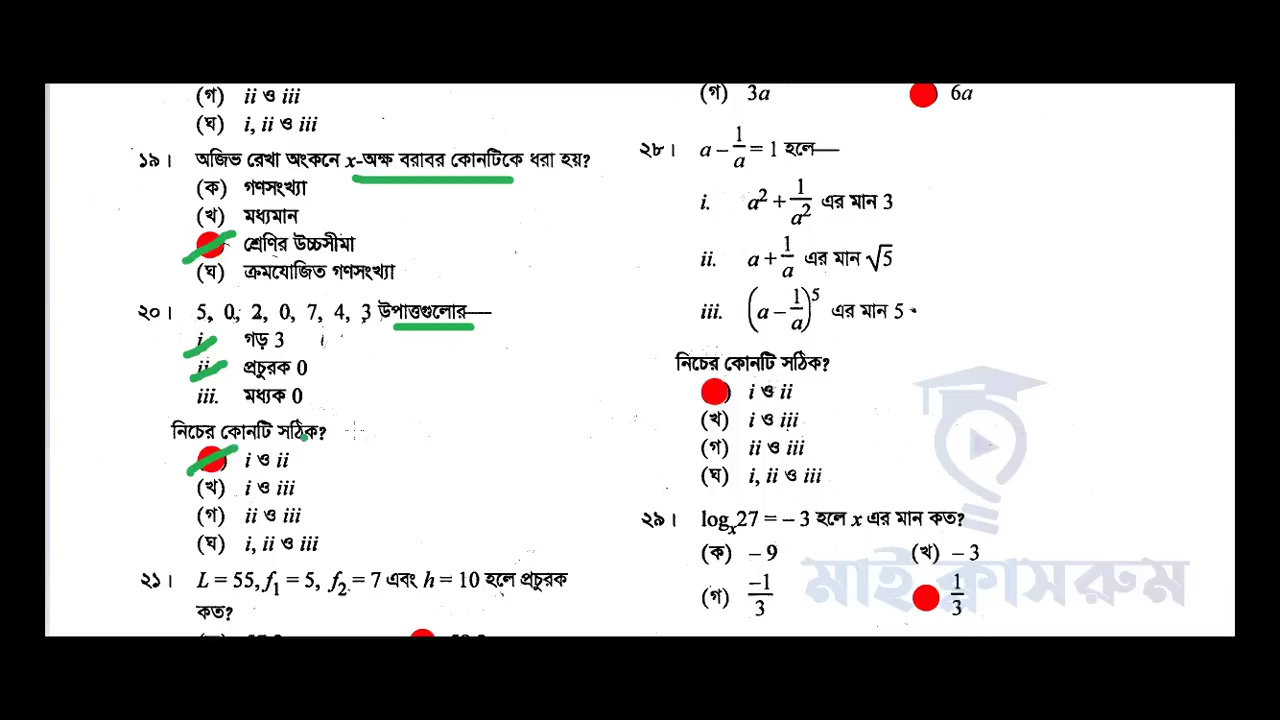 (গ) ii ও iii
(ঘ) i, ii ও iii
১৯। অজিভ রেখা অংকনে x-অক্ষ বরাবর কোনটিকে ধরা হয়?
(ক) গণসংখ্যা
(খ) মধ্যমান
শ্রেণির উচ্চসীমা
(ঘ) ক্রমযোজিত গণসংখ্যা
২০। 5, 0, 2, 0, 7, 4, 3 উপাত্তগুলোর—
i. গড় 3
ii. প্রচুরক 0
iii. মধ্যক 0
নিচের কোনটি সঠিক?
i ও ii
(খ) i ও iii
(গ) ii ও iii
(ঘ) i, ii ও iii
২১। L = 55, f₁ = 5, f₂ = 7 এবং h = 10 হলে প্রচুরক
কত?
(গ) 3a 6a
২৮। a − 1/a = 1 হলে—
i. a² + 1/a² এর মান 3
ii. a + 1/a এর মান √5
iii. (a − 1/a)⁵ এর মান 5
নিচের কোনটি সঠিক?
i ও ii
(খ) i ও iii
(গ) ii ও iii
(ঘ) i, ii ও iii
২৯। logₓ27 = − 3 হলে x এর মান কত?
(ক) − 9 (খ) − 3
(গ) −1/3 1/3
মাই ক্লাসরুম